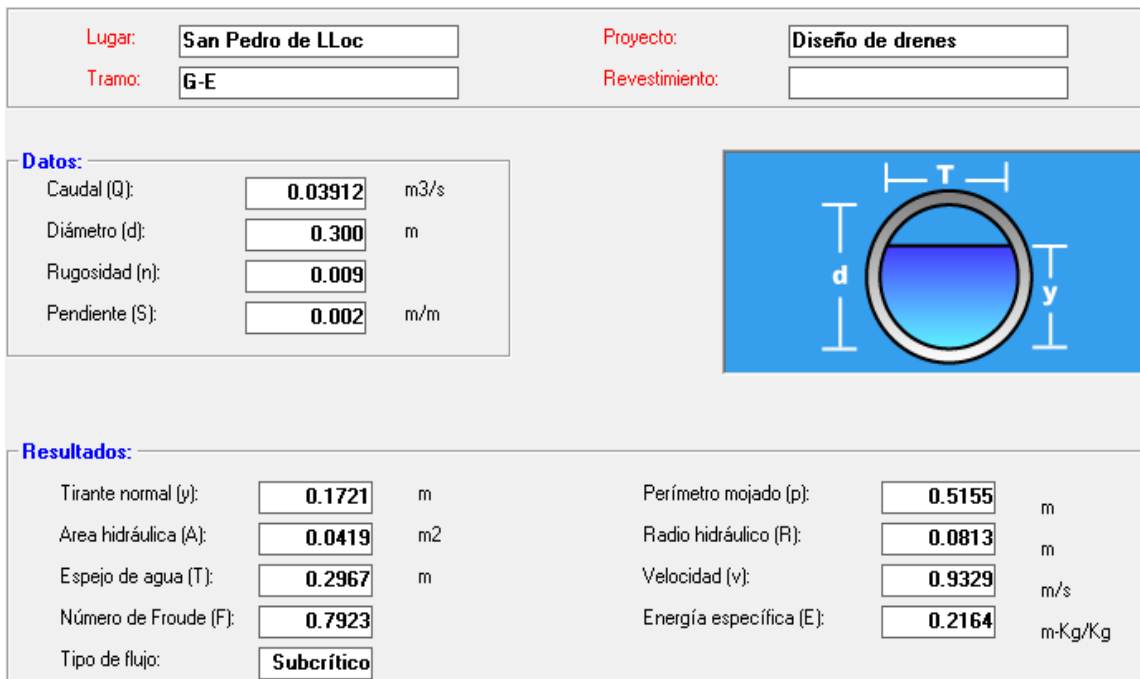 Lugar: San Pedro de LLoc Proyecto: Diseño de drenes
Tramo: G-E Revestimiento:
Datos:
Caudal (Q): 0.03912 m3/s
Diámetro (d): 0.300 m
Rugosidad (n): 0.009
Pendiente (S): 0.002 m/m
T
d
y
Resultados:
Tirante normal (y): 0.1721 m Perímetro mojado (p): 0.5155 m
Area hidráulica (A): 0.0419 m2 Radio hidráulico (R): 0.0813 m
Espejo de agua (T): 0.2967 m Velocidad (v): 0.9329 m/s
Número de Froude (F): 0.7923 Energía específica (E): 0.2164 m-Kg/Kg
Tipo de flujo: Subcrítico